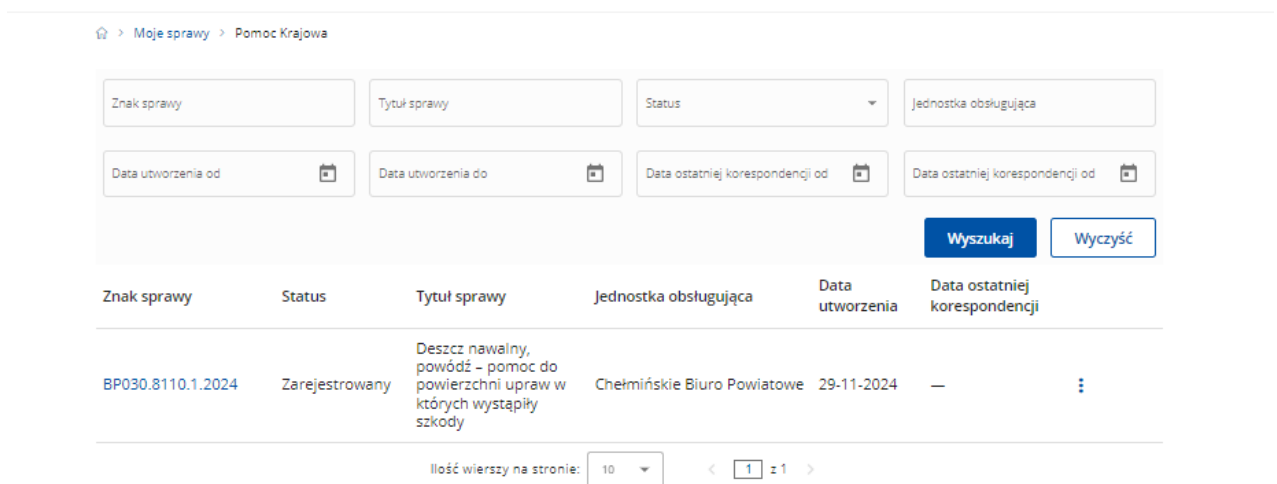 Moje sprawy > Pomoc Krajowa
Znak sprawy
Tytuł sprawy
Status
Jednostka obsługująca
Data utworzenia od
Data utworzenia do
Data ostatniej korespondencji od
Data ostatniej korespondencji od
Wyszukaj
Wyczyść
Znak sprawy
Status
Tytuł sprawy
Jednostka obsługująca
Data
utworzenia
Data ostatniej
korespondencji
BP030.8110.1.2024
Zarejestrowany
Deszcz nawalny,
powódź – pomoc do
powierzchni upraw w
których wystąpiły
szkody
Chełmińskie Biuro Powiatowe
29-11-2024
—
Ilość wierszy na stronie: 10
< 1 z 1 >